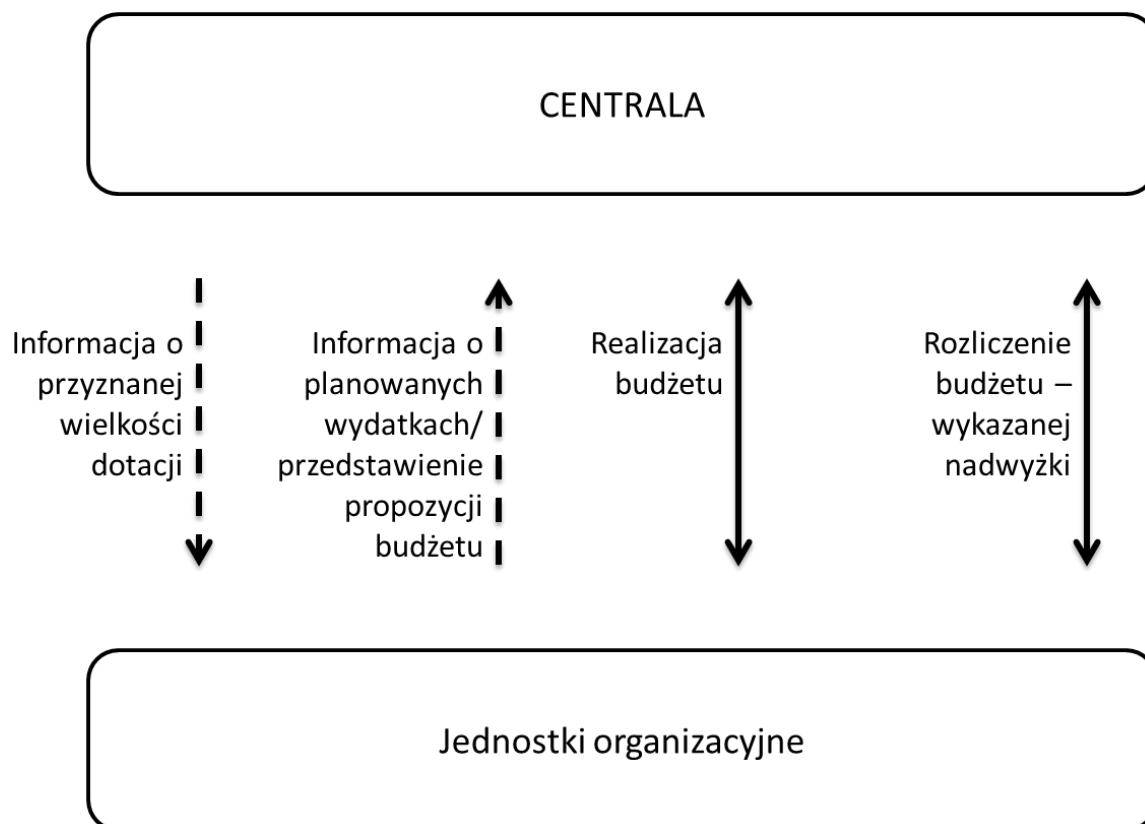 CENTRALA
Informacja o
przyznanej
wielkości
dotacji
Informacja o
planowanych
wydatkach/
przedstawienie
propozycji
budżetu
Realizacja
budżetu
Rozliczenie
budżetu –
wykazanej
nadwyżki
Jednostki organizacyjne